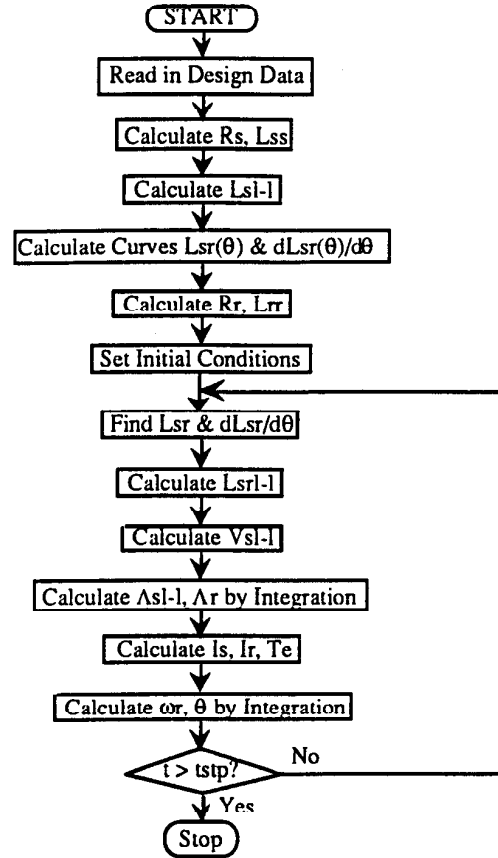 START
Read in Design Data
Calculate Rs, Lss
Calculate Lsl-l
Calculate Curves Lsr(θ) & dLsr(θ)/dθ
Calculate Rr, Lrr
Set Initial Conditions
Find Lsr & dLsr/dθ
Calculate Lsrl-l
Calculate Vsl-l
Calculate Λsl-l, Λr by Integration
Calculate Is, Ir, Te
Calculate ωr, θ by Integration
t > tstp?
No
Yes
Stop